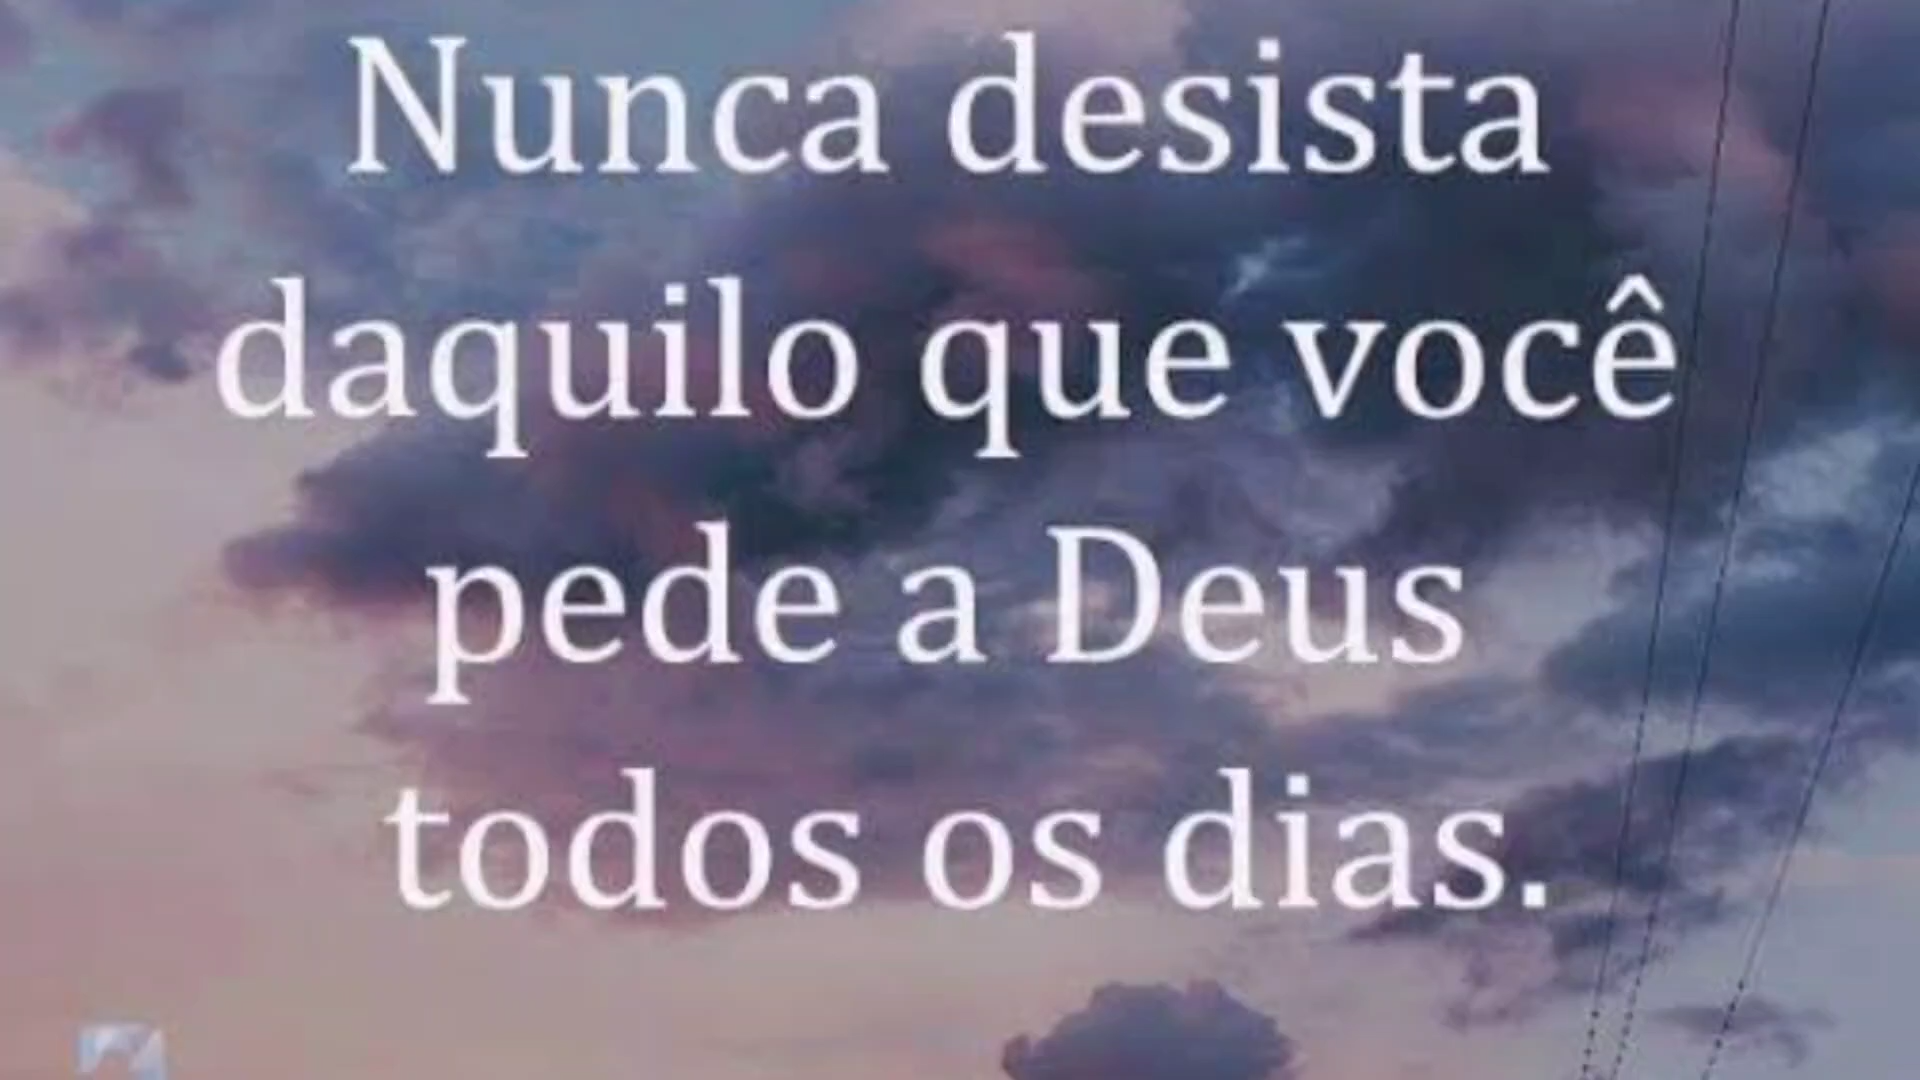 Nunca desista
daquilo que você
pede a Deus
todos os dias.